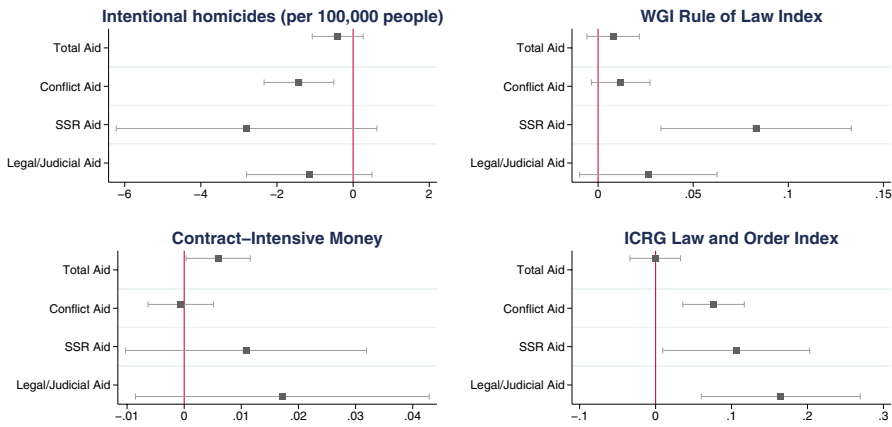 Intentional homicides (per 100,000 people)
Total Aid
Conflict Aid
SSR Aid
Legal/Judicial Aid
−6 −4 −2 0 2
WGI Rule of Law Index
Total Aid
Conflict Aid
SSR Aid
Legal/Judicial Aid
0 .05 .1 .15
Contract−Intensive Money
Total Aid
Conflict Aid
SSR Aid
Legal/Judicial Aid
−.01 0 .01 .02 .03 .04
ICRG Law and Order Index
Total Aid
Conflict Aid
SSR Aid
Legal/Judicial Aid
−.1 0 .1 .2 .3